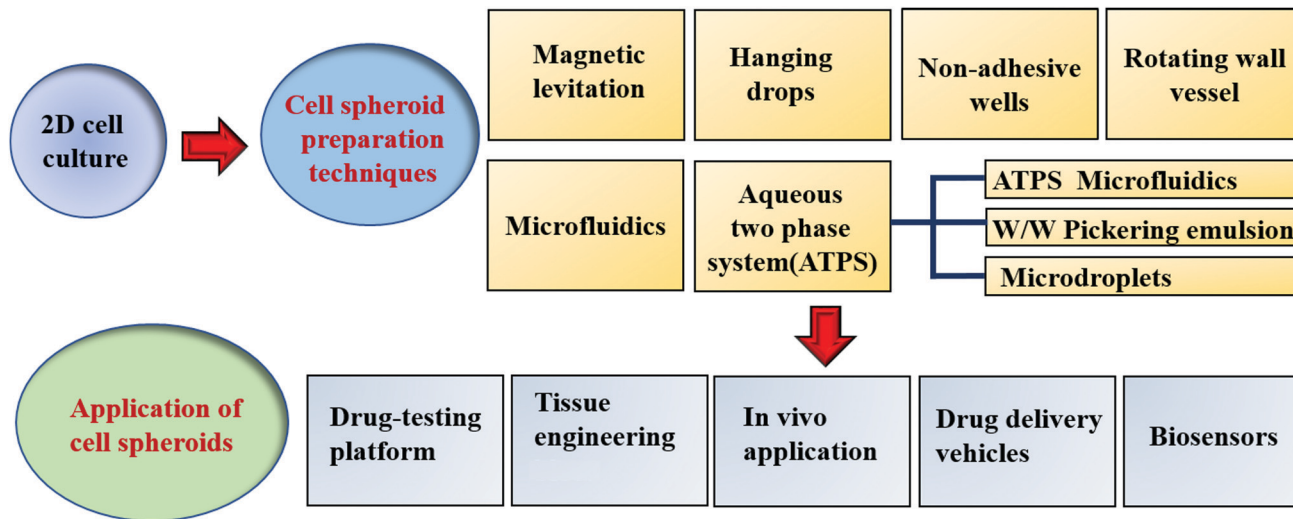 2D cell
culture
Cell spheroid
preparation
techniques
Magnetic
levitation
Hanging
drops
Non-adhesive
wells
Rotating wall
vessel
Microfluidics
Aqueous
two phase
system(ATPS)
ATPS Microfluidics
W/W Pickering emulsion
Microdroplets
Application of
cell spheroids
Drug-testing
platform
Tissue
engineering
In vivo
application
Drug delivery
vehicles
Biosensors